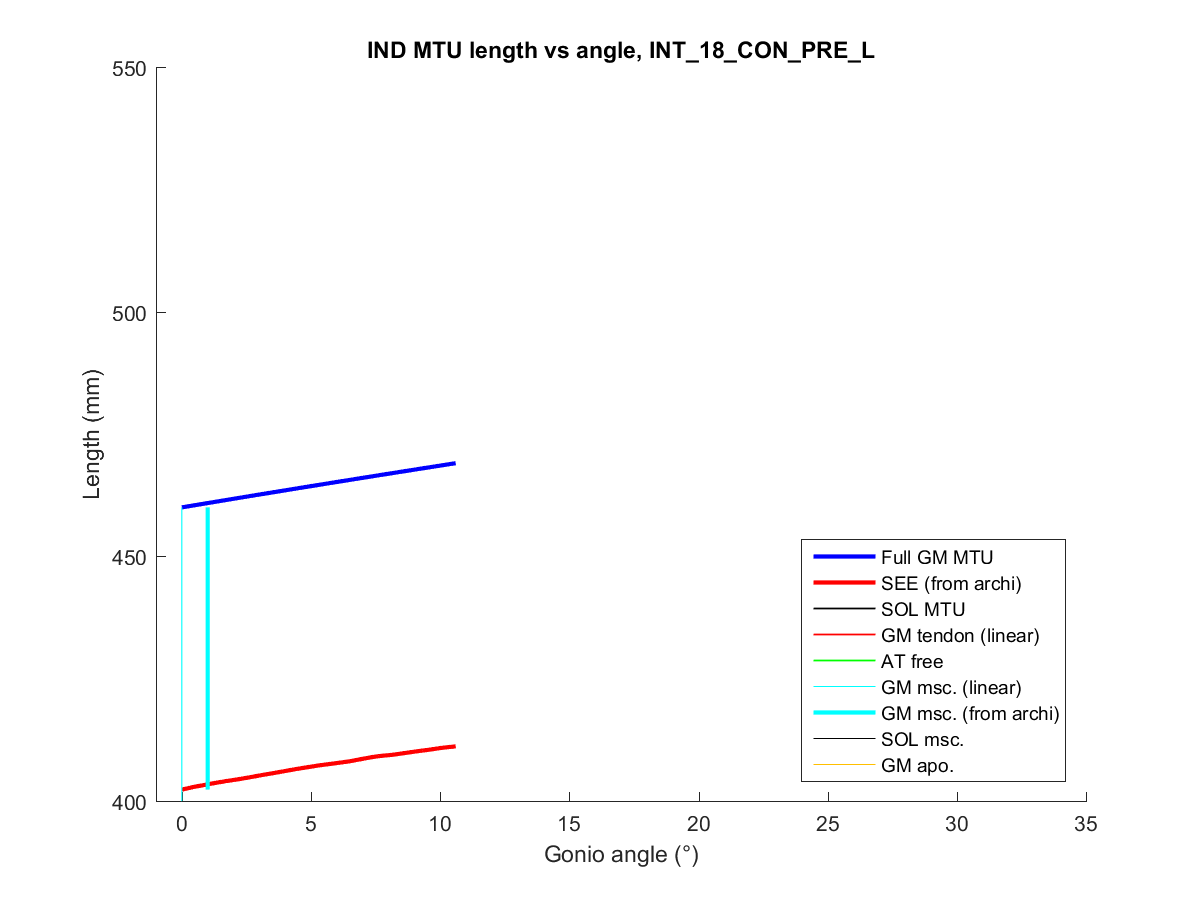 IND MTU length vs angle, INT_18_CON_PRE_L
550
500
450
400
Length (mm)
0 5 10 15 20 25 30 35
Gonio angle (°)
Full GM MTU
SEE (from archi)
SOL MTU
GM tendon (linear)
AT free
GM msc. (linear)
GM msc. (from archi)
SOL msc.
GM apo.